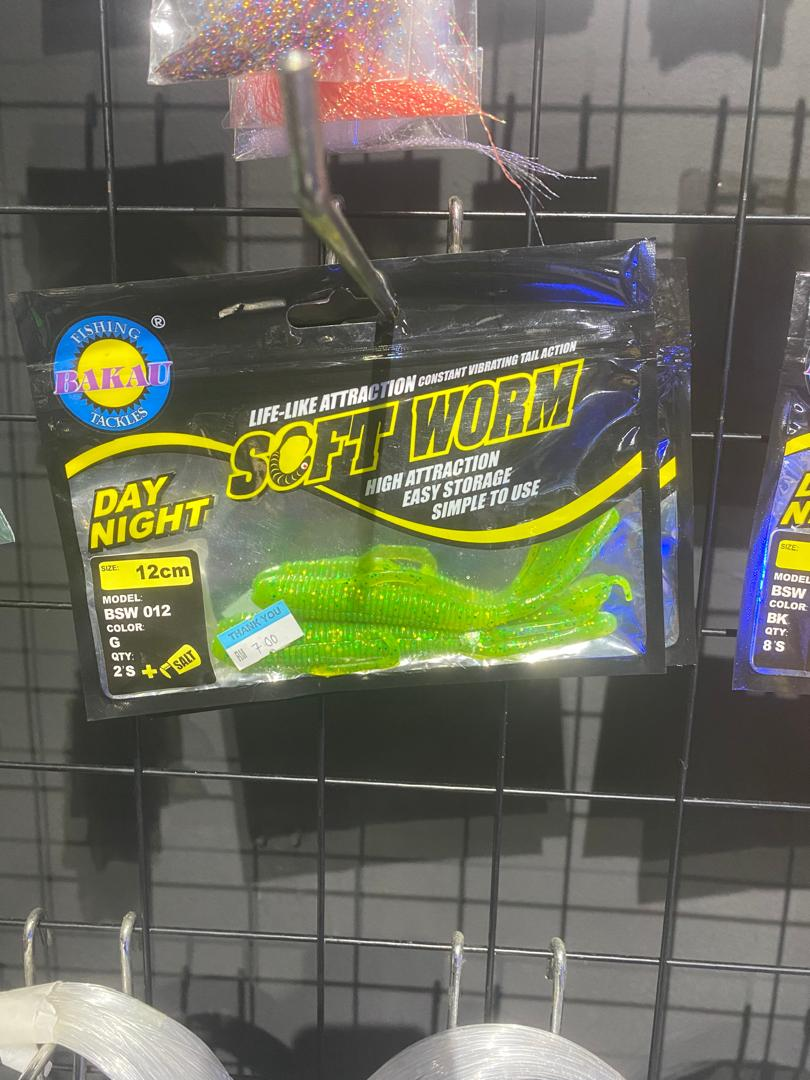 FISHING
BAKAU
TACKLES
®
LIFE-LIKE ATTRACTION CONSTANT VIBRATING TAIL ACTION
SOFT WORM
HIGH ATTRACTION
EASY STORAGE
SIMPLE TO USE
DAY
NIGHT
SIZE: 12cm
MODEL:
BSW 012
COLOR:
G
QTY:
2'S + SALT
THANK YOU
RM 7.00
SIZE:
MODEL:
BSW
COLOR:
BK
QTY:
8'S